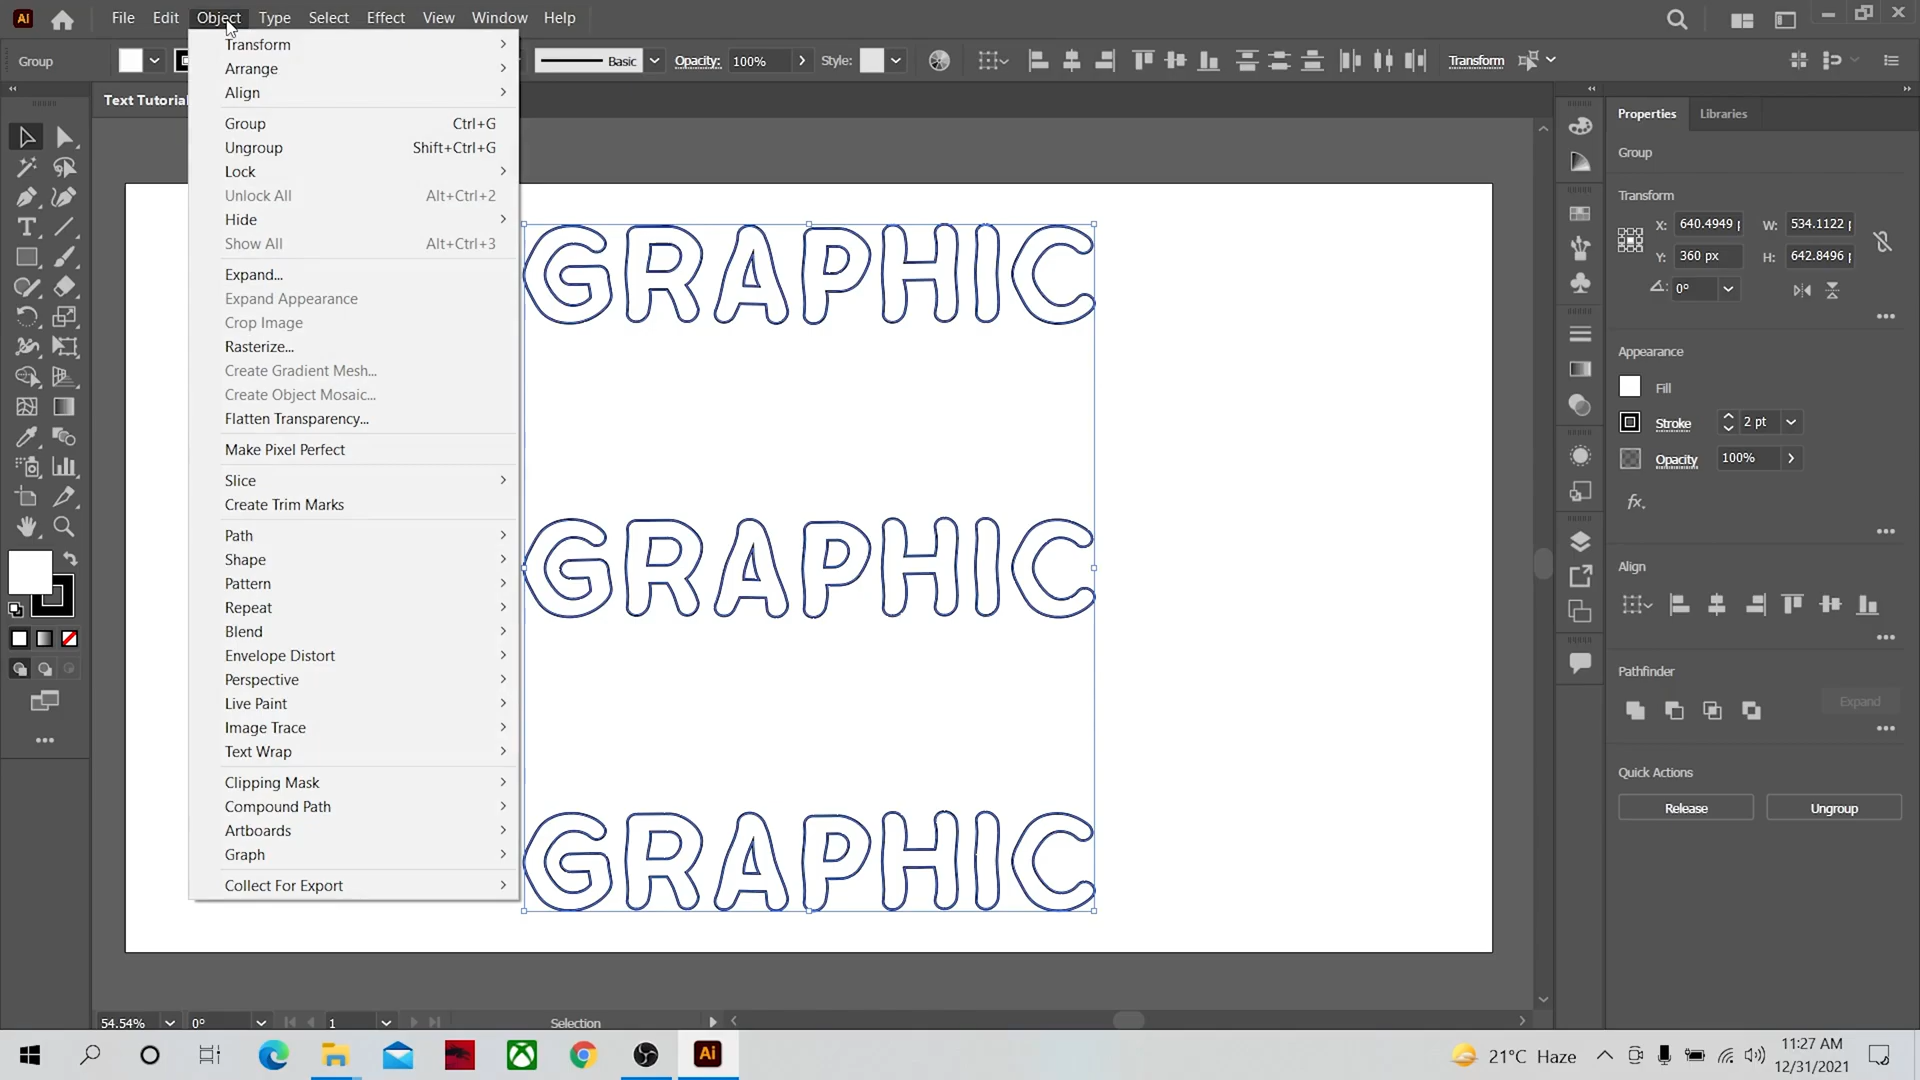 Ai File Edit Object Type Select Effect View Window Help
Group Basic Opacity: 100% Style: Transform
Text Tutorial
Transform
Arrange
Align
Group Ctrl+G
Ungroup Shift+Ctrl+G
Lock
Unlock All Alt+Ctrl+2
Hide
Show All Alt+Ctrl+3
Expand...
Expand Appearance
Crop Image
Rasterize...
Create Gradient Mesh...
Create Object Mosaic...
Flatten Transparency...
Make Pixel Perfect
Slice
Create Trim Marks
Path
Shape
Pattern
Repeat
Blend
Envelope Distort
Perspective
Live Paint
Image Trace
Text Wrap
Clipping Mask
Compound Path
Artboards
Graph
Collect For Export
GRAPHIC
GRAPHIC
GRAPHIC
Properties Libraries
Group
Transform
X: 640.4949 W: 534.1122
Y: 360 px H: 642.8496
0°
Appearance
Fill
Stroke 2 pt
Opacity 100%
fx.
Align
Pathfinder
Expand
Quick Actions
Release Ungroup
54.54% 0° 1 Selection
Ai 21°C Haze 11:27 AM
12/31/2021